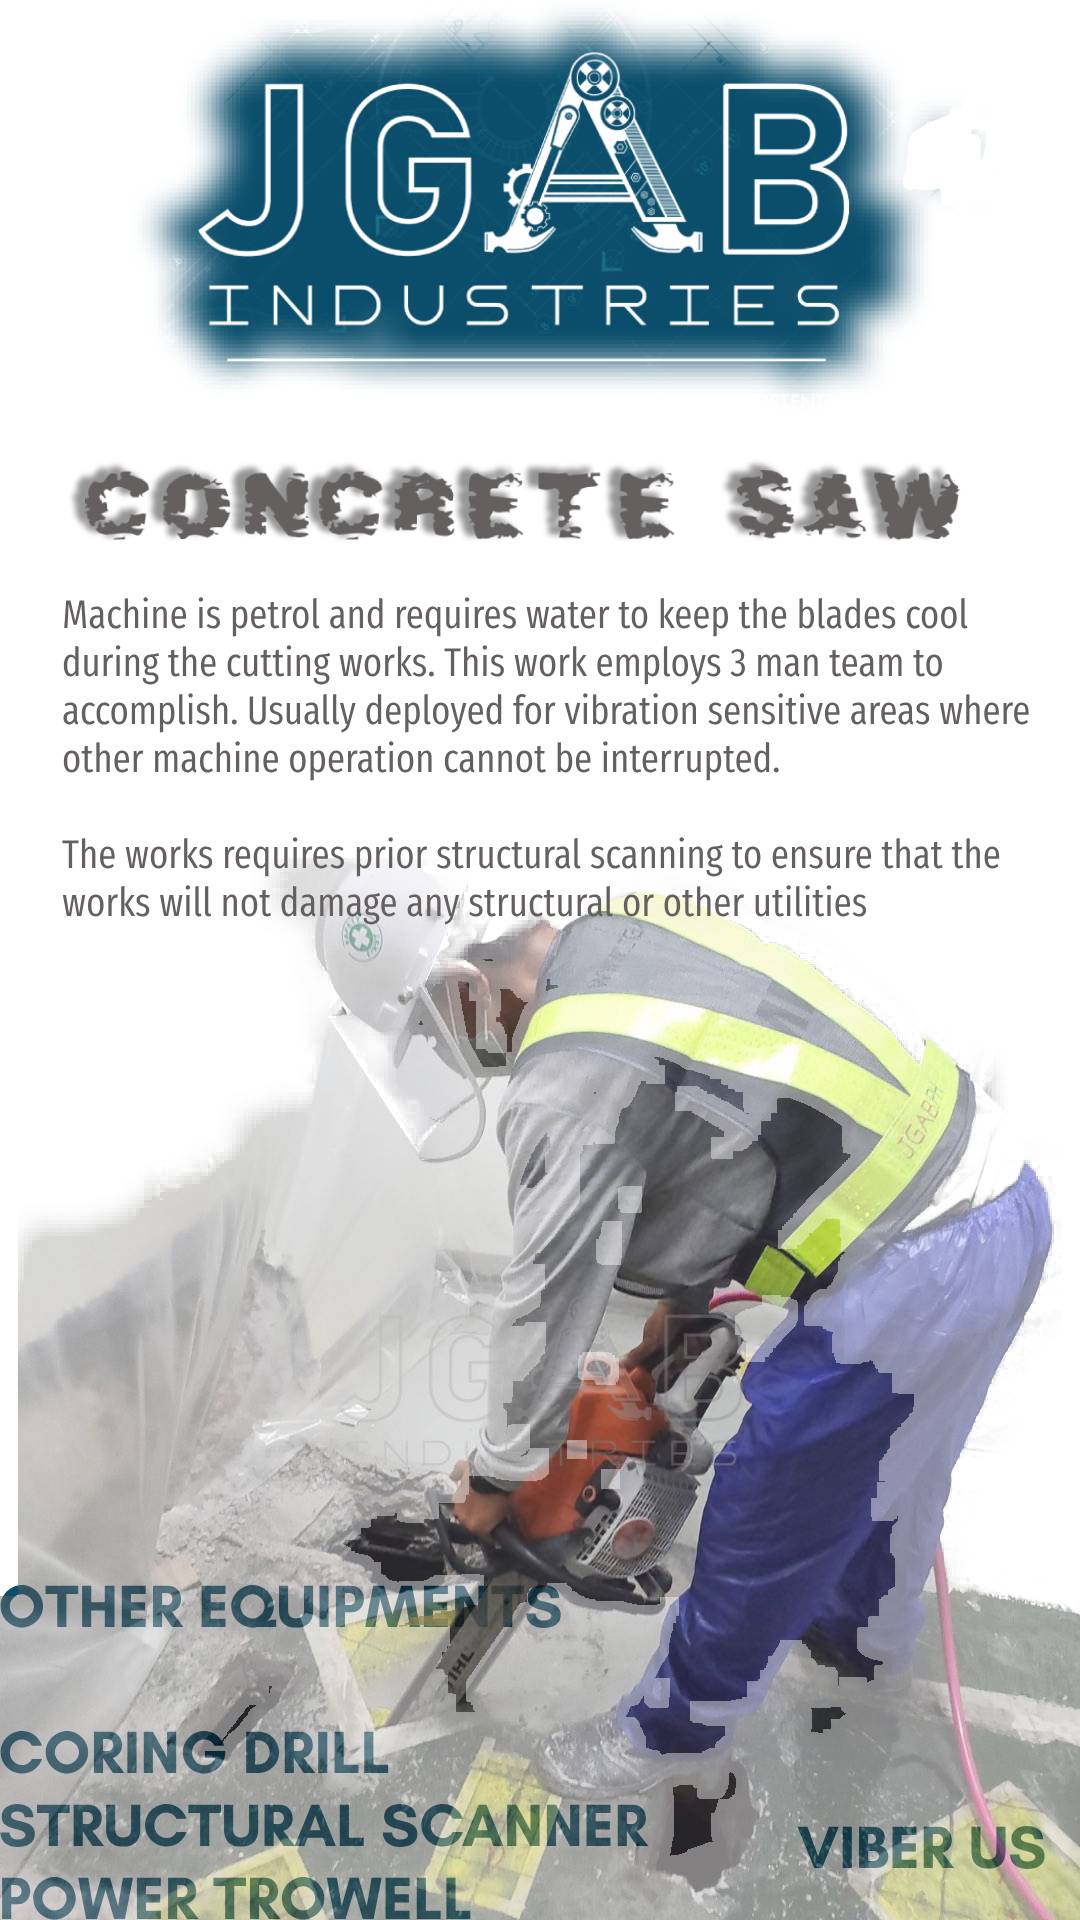 JGAB
INDUSTRIES
CONCRETE SAW
Machine is petrol and requires water to keep the blades cool
during the cutting works. This work employs 3 man team to
accomplish. Usually deployed for vibration sensitive areas where
other machine operation cannot be interrupted.
The works requires prior structural scanning to ensure that the
works will not damage any structural or other utilities
JGABPH
JGAB
INDUSTRIES
OTHER EQUIPMENTS
CORING DRILL
STRUCTURAL SCANNER
POWER TROWELL
VIBER US